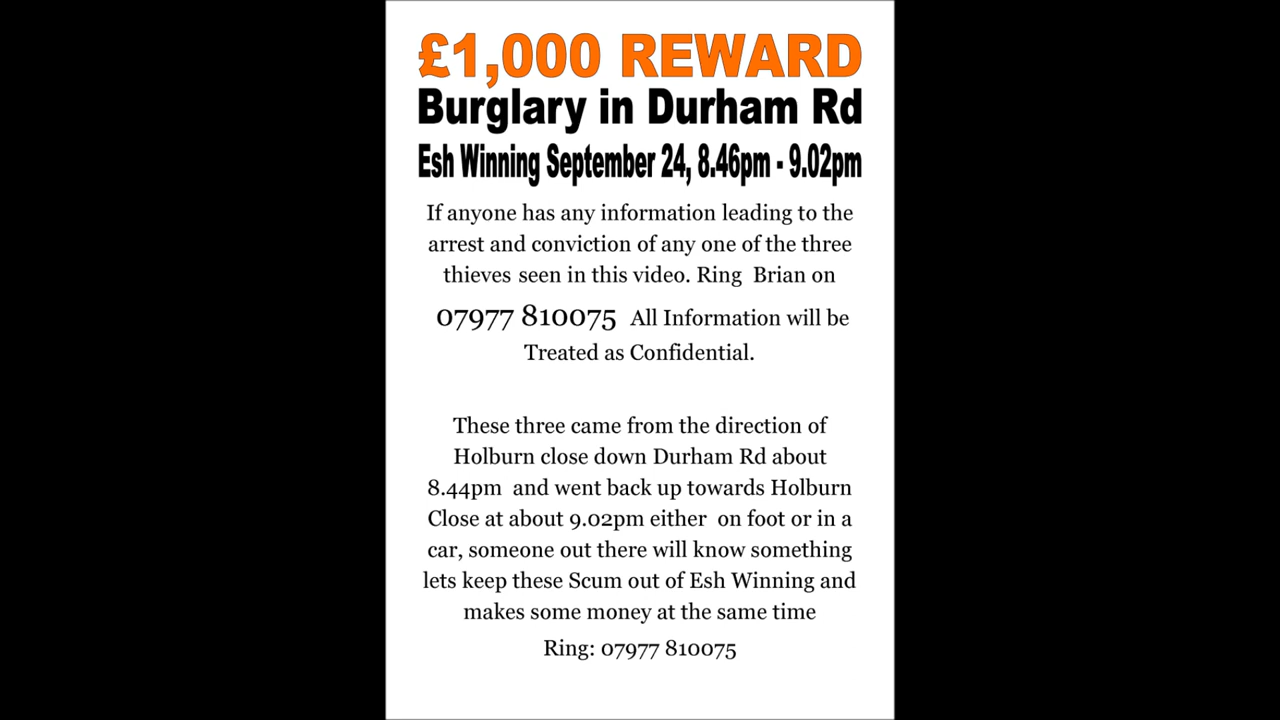 £1,000 REWARD
Burglary in Durham Rd
Esh Winning September 24, 8.46pm - 9.02pm
If anyone has any information leading to the
arrest and conviction of any one of the three
thieves seen in this video. Ring Brian on
07977 810075 All Information will be
Treated as Confidential.
These three came from the direction of
Holburn close down Durham Rd about
8.44pm and went back up towards Holburn
Close at about 9.02pm either on foot or in a
car, someone out there will know something
lets keep these Scum out of Esh Winning and
makes some money at the same time
Ring: 07977 810075